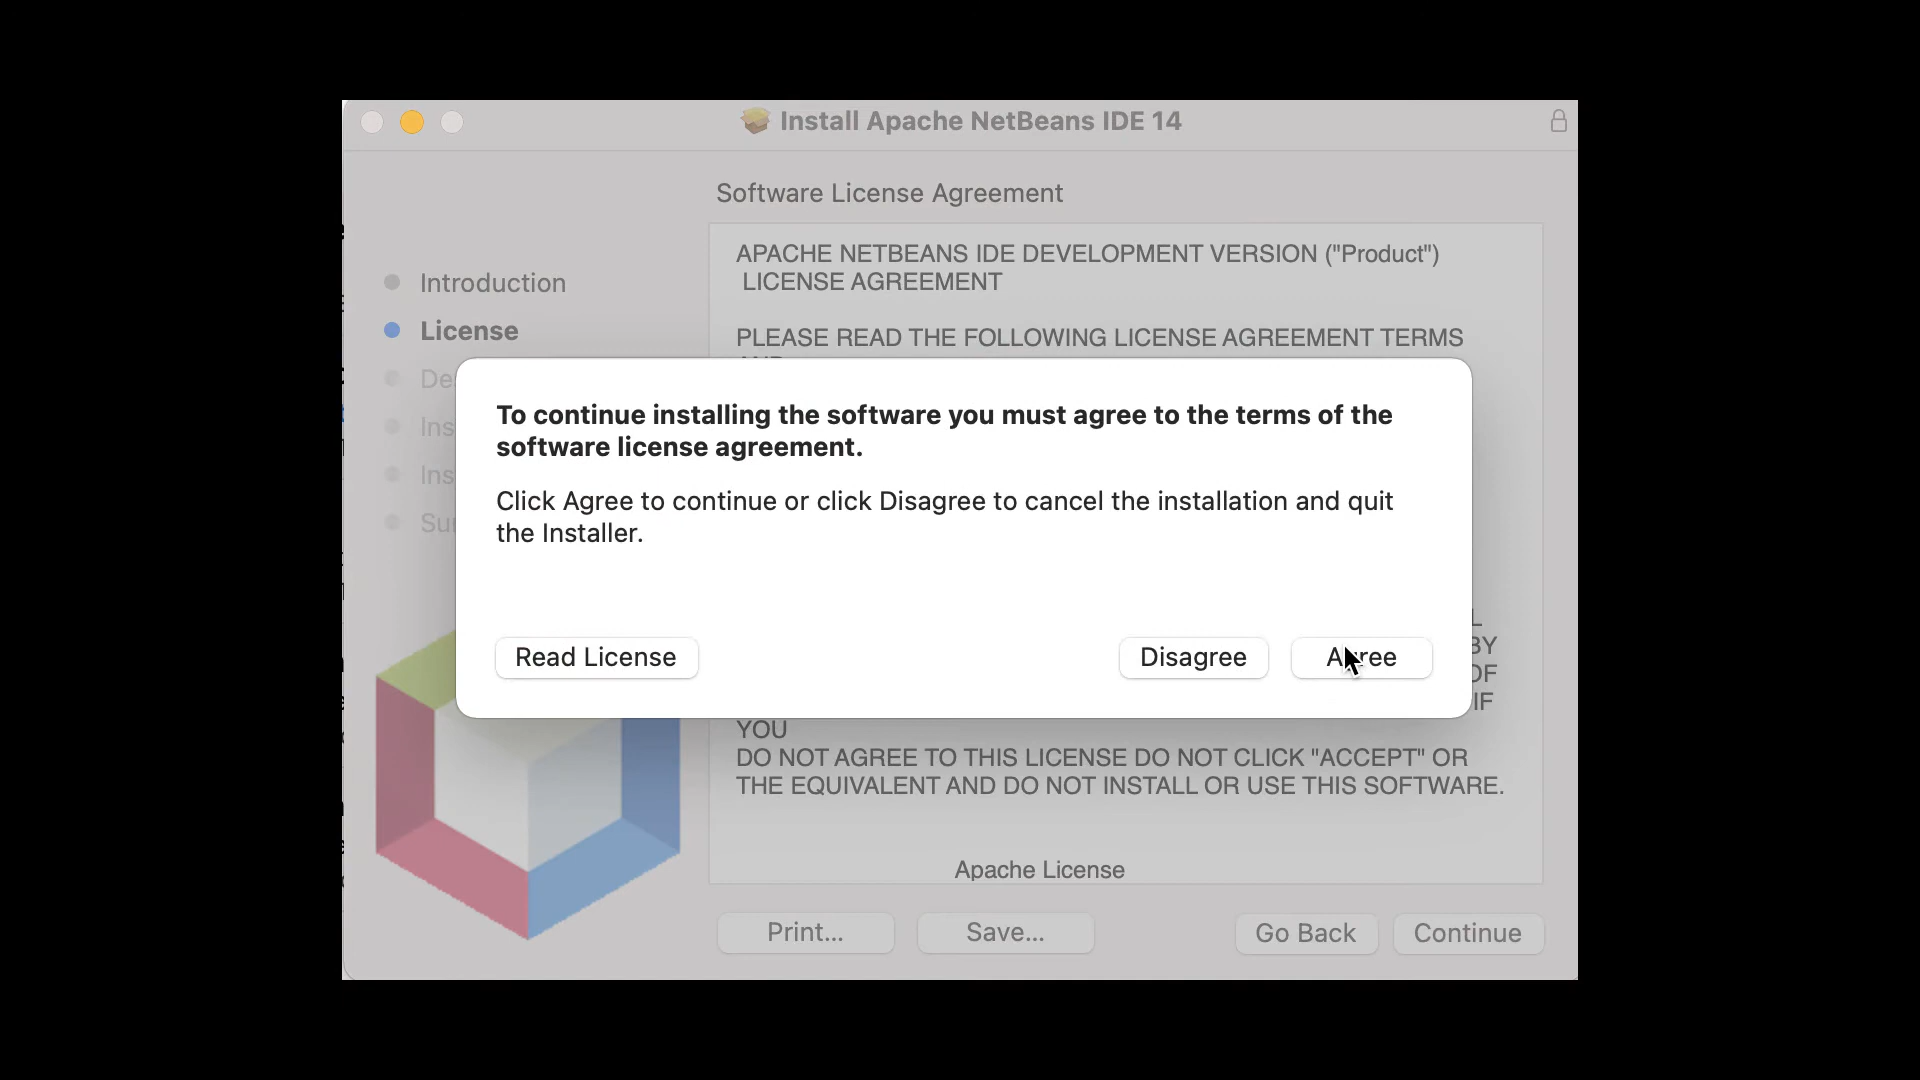 Install Apache NetBeans IDE 14
Software License Agreement
Introduction
License
APACHE NETBEANS IDE DEVELOPMENT VERSION ("Product")
LICENSE AGREEMENT
PLEASE READ THE FOLLOWING LICENSE AGREEMENT TERMS
To continue installing the software you must agree to the terms of the
software license agreement.
Click Agree to continue or click Disagree to cancel the installation and quit
the Installer.
Read License
Disagree
Agree
BY
OF
IF
YOU
DO NOT AGREE TO THIS LICENSE DO NOT CLICK "ACCEPT" OR
THE EQUIVALENT AND DO NOT INSTALL OR USE THIS SOFTWARE.
Apache License
Print...
Save...
Go Back
Continue